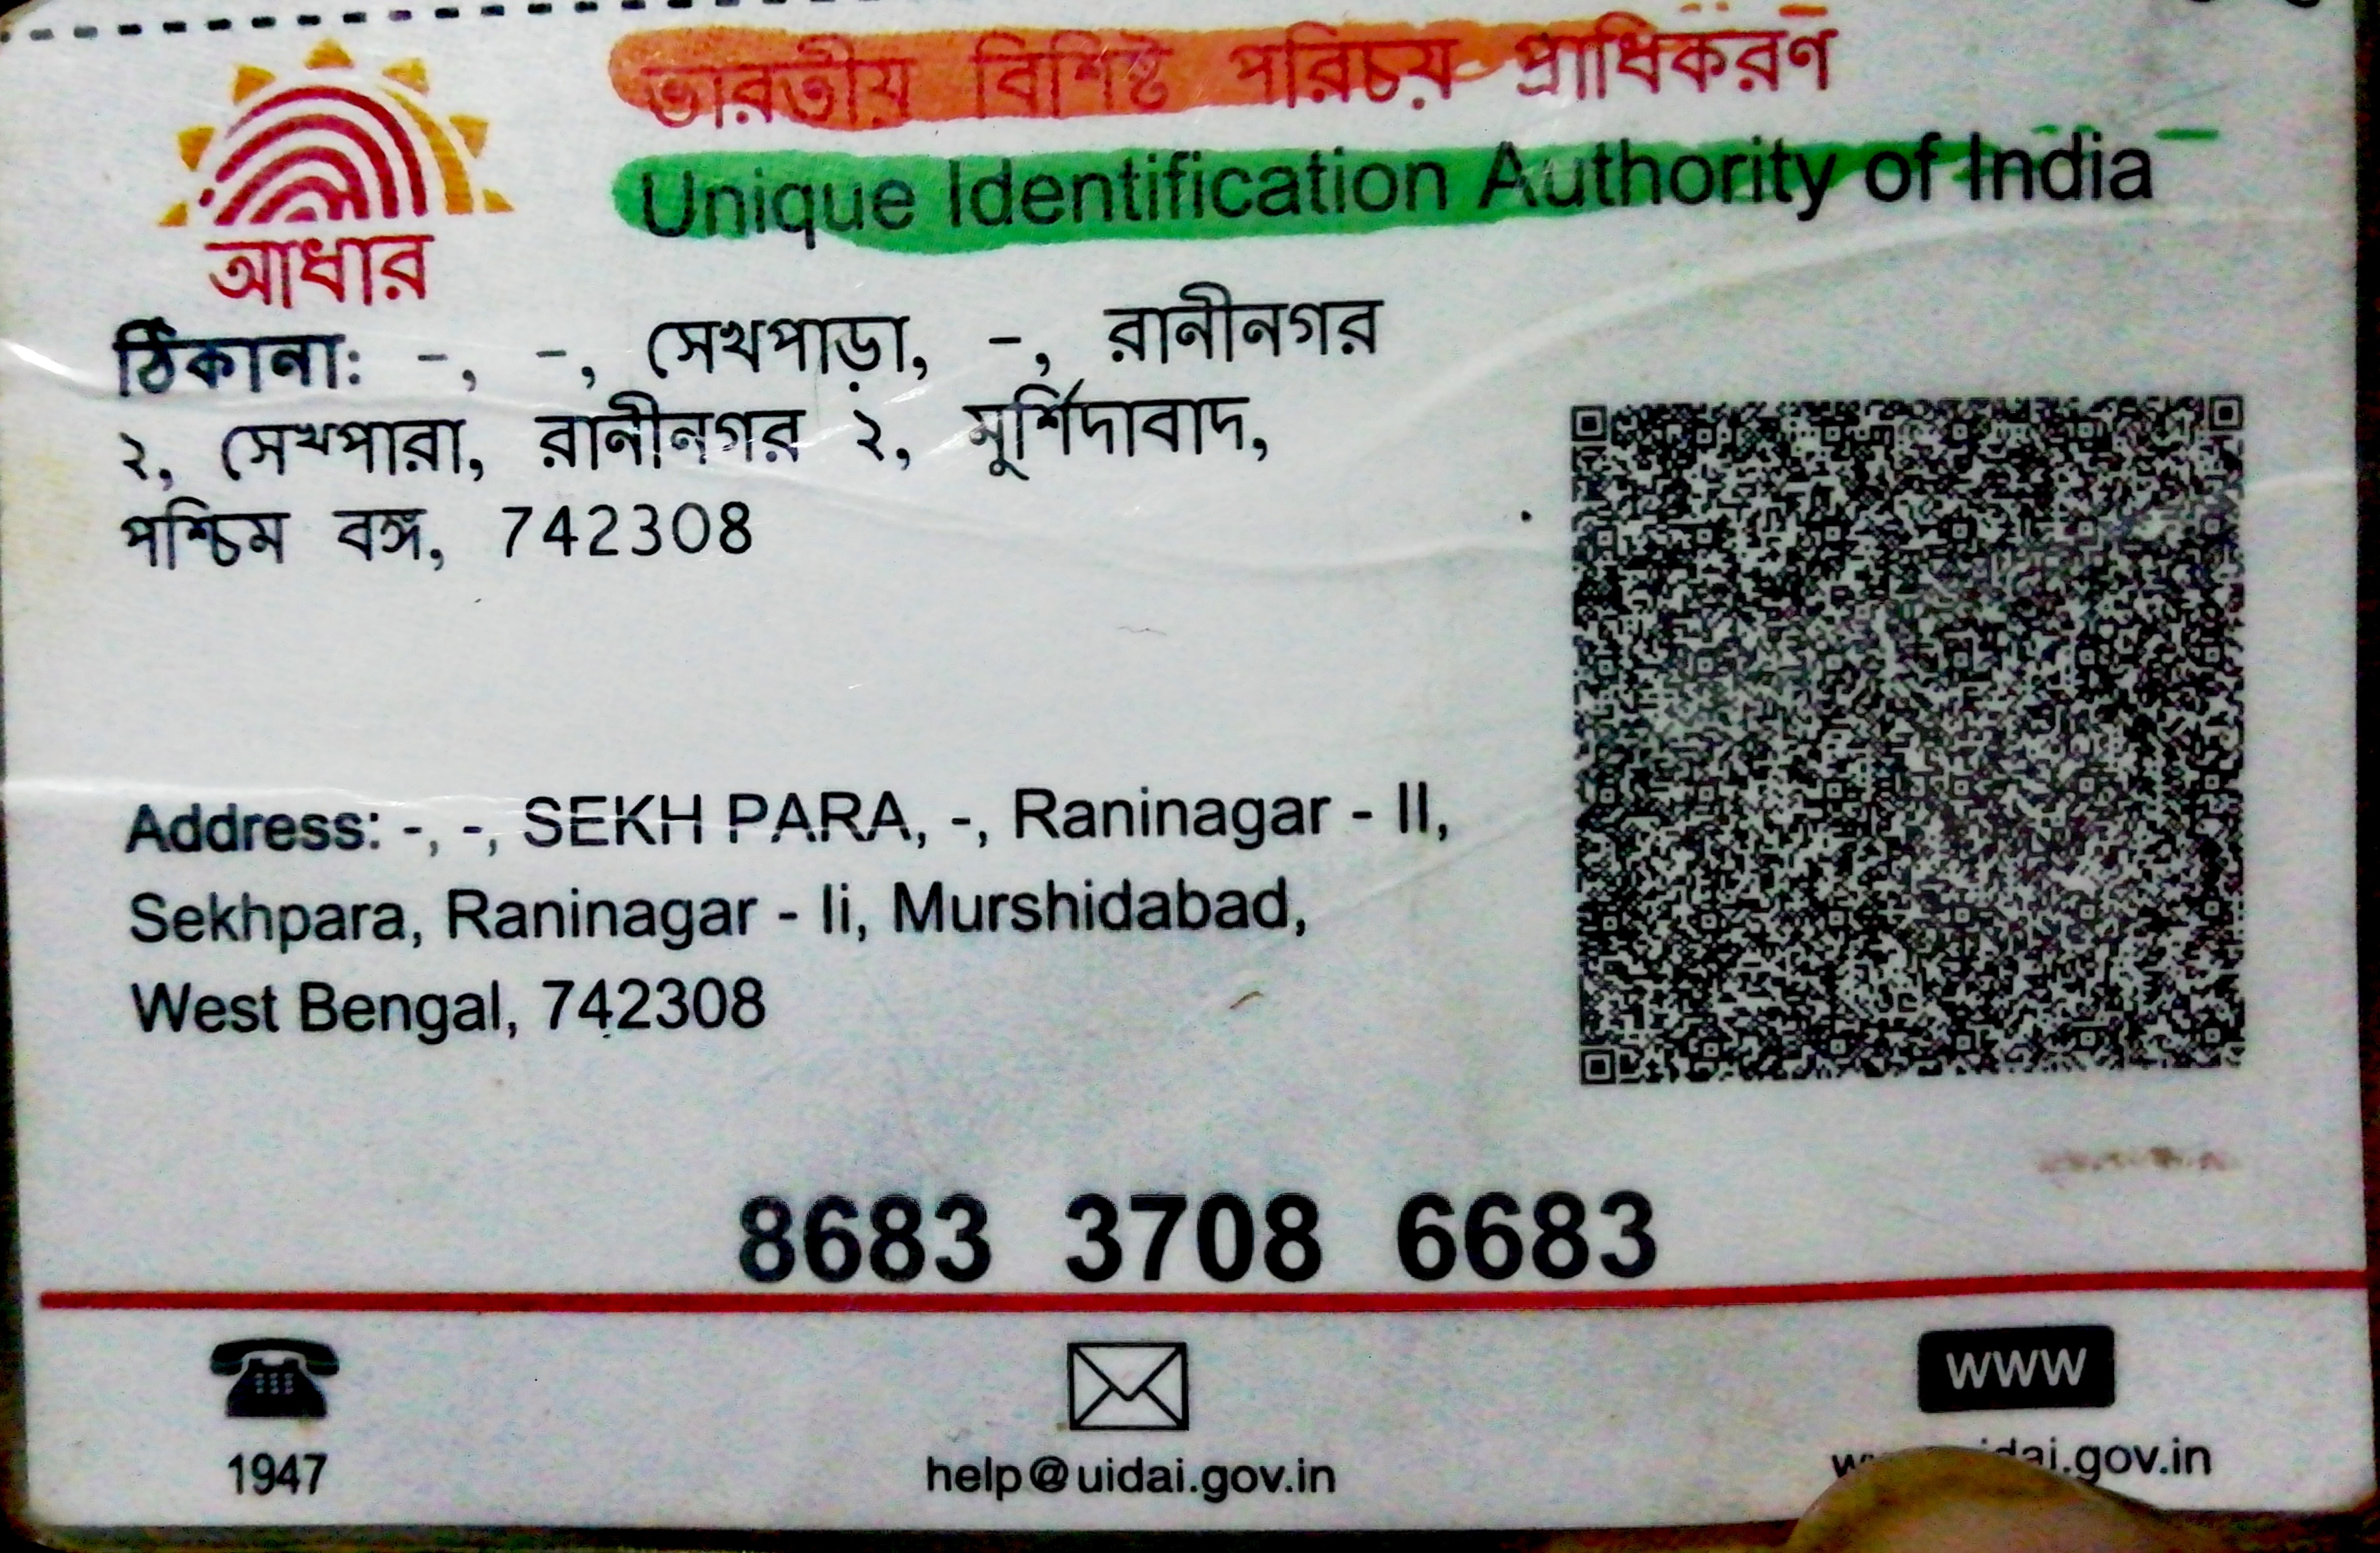 ভারতীয় বিশিষ্ট পরিচয় প্রাধিকরণ
Unique Identification Authority of India
আধার
ঠিকানা: -, -, সেখপাড়া, -, রানীনগর
২, সেখপারা, রানীনগর ২, মুর্শিদাবাদ,
পশ্চিম বঙ্গ, 742308
Address: -, -, SEKH PARA, -, Raninagar - II,
Sekhpara, Raninagar - Ii, Murshidabad,
West Bengal, 742308
8683 3708 6683
WWW
1947
help@uidai.gov.in